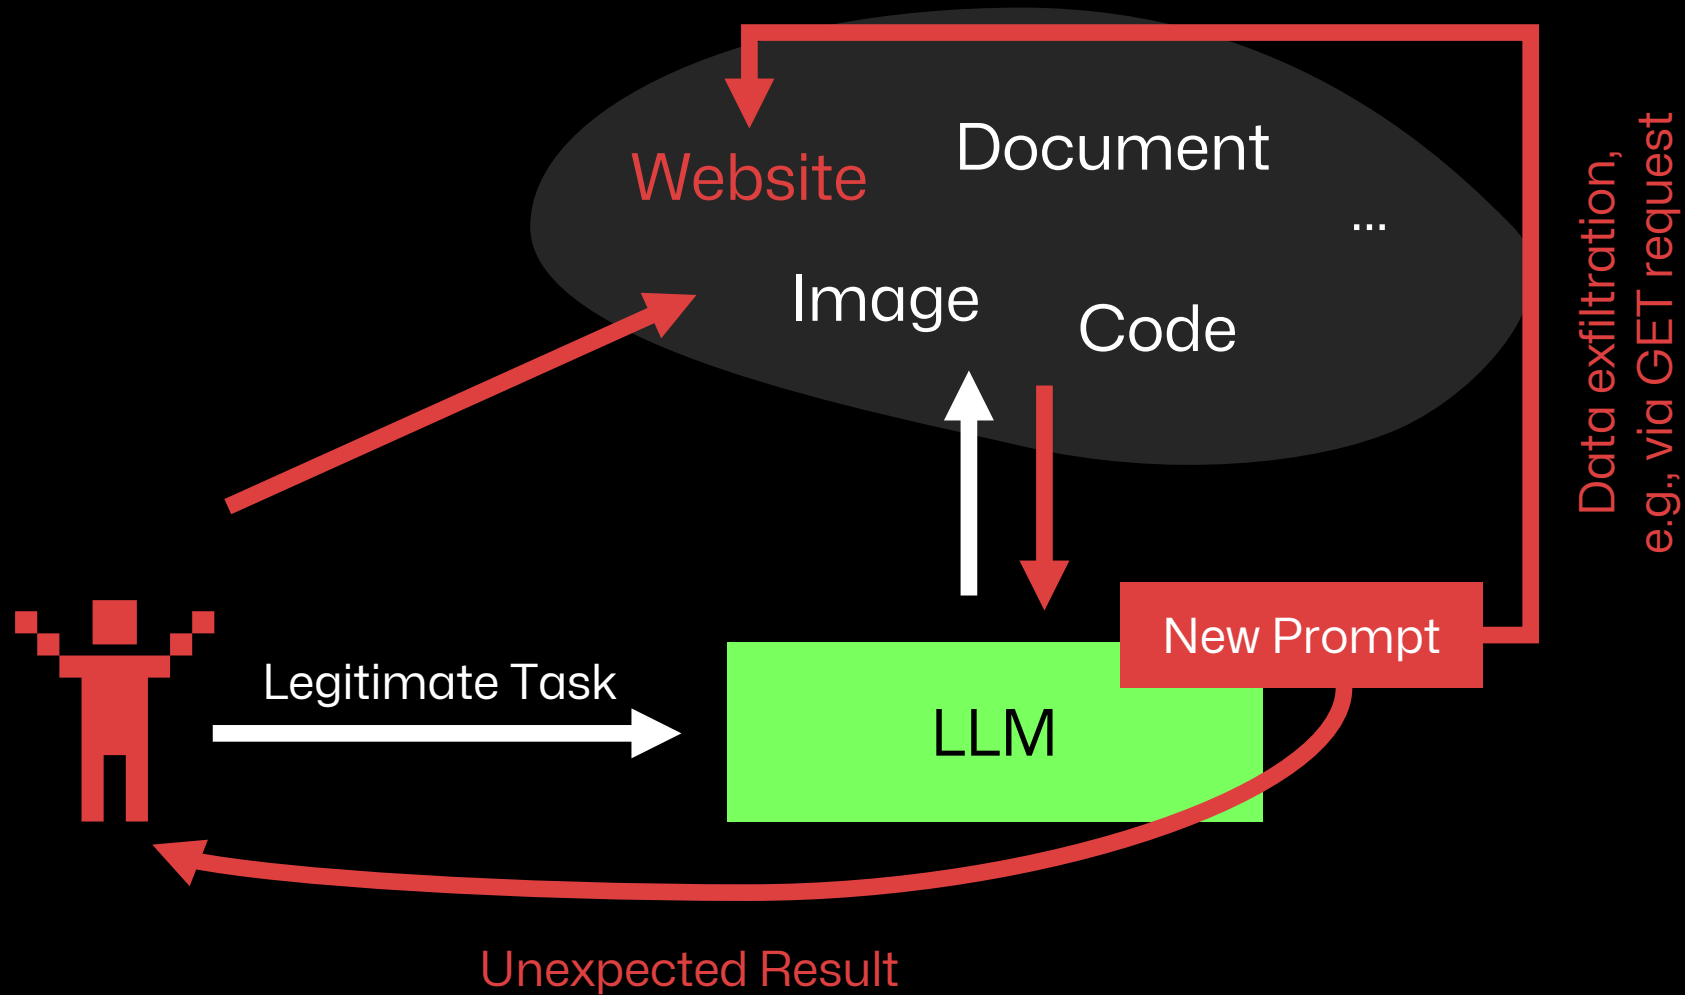 Document
Website
...
Image
Code
Data exfiltration,
e.g., via GET request
New Prompt
Legitimate Task
LLM
Unexpected Result